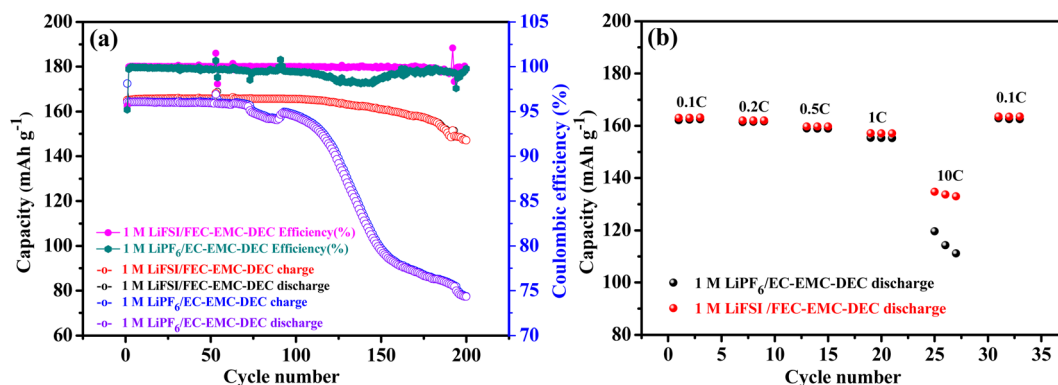 (a)
Capacity (mAh g⁻¹)
200
180
160
140
120
100
80
60
1 M LiFSI/FEC-EMC-DEC Efficiency(%)
1 M LiPF₆/EC-EMC-DEC Efficiency(%)
1 M LiFSI/FEC-EMC-DEC charge
1 M LiFSI/FEC-EMC-DEC discharge
1 M LiPF₆/EC-EMC-DEC charge
1 M LiPF₆/EC-EMC-DEC discharge
0 50 100 150 200
Cycle number
105
100
95
90
85
80
75
70
Coulombic efficiency (%)
(b)
Capacity (mAh g⁻¹)
200
180
160
140
120
100
80
0.1C
0.2C
0.5C
1C
10C
0.1C
1 M LiPF₆/EC-EMC-DEC discharge
1 M LiFSI /FEC-EMC-DEC discharge
0 5 10 15 20 25 30 35
Cycle number